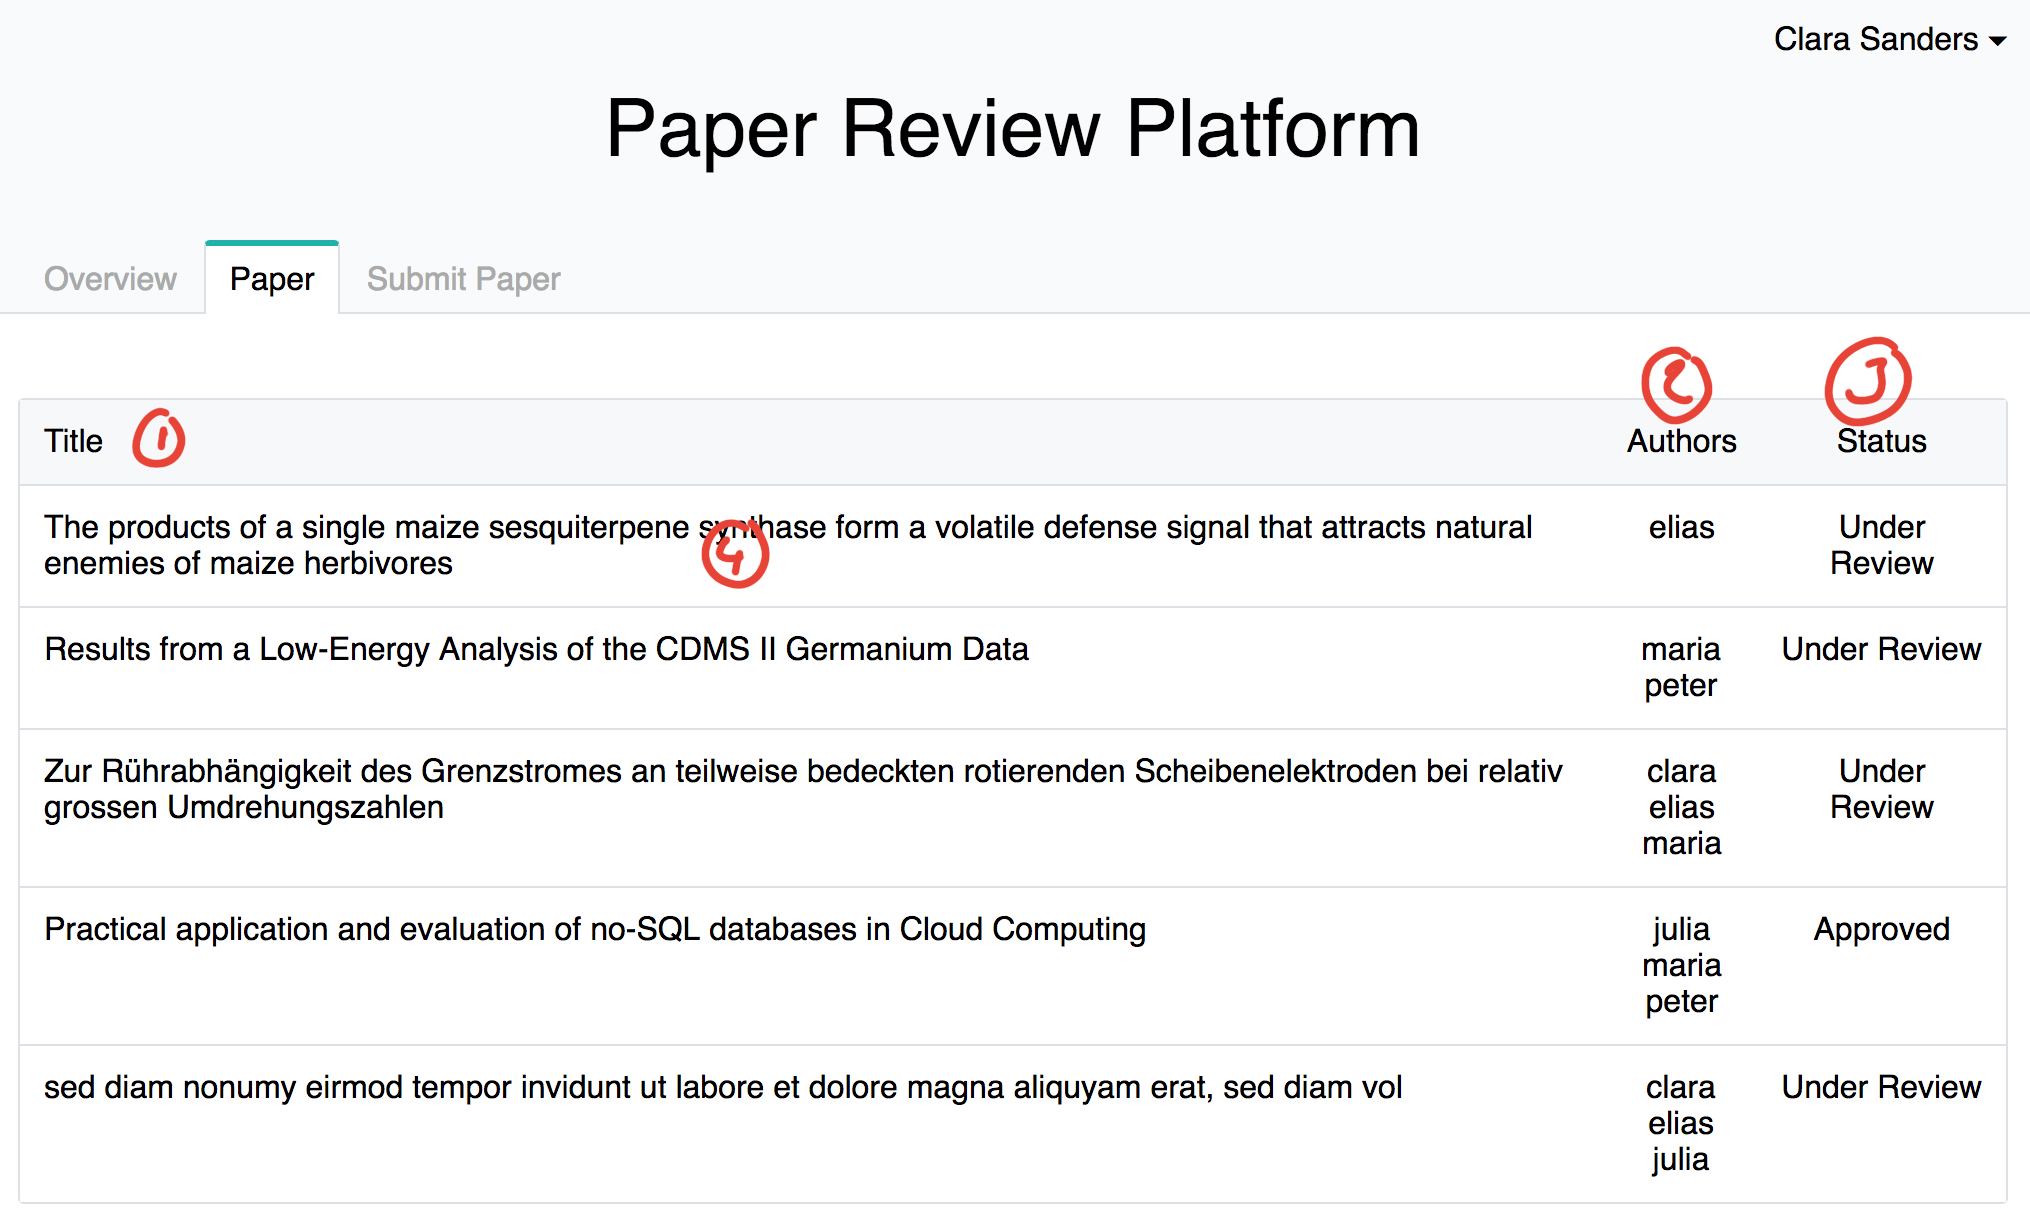 Clara Sanders
Paper Review Platform
Overview Paper Submit Paper
Title 1 Authors 2 Status 3
The products of a single maize sesquiterpene synthase form a volatile defense signal that attracts natural elias Under
enemies of maize herbivores 4 Review
Results from a Low-Energy Analysis of the CDMS II Germanium Data maria Under Review
peter
Zur Rührabhängigkeit des Grenzstromes an teilweise bedeckten rotierenden Scheibenelektroden bei relativ clara Under
grossen Umdrehungszahlen elias Review
maria
Practical application and evaluation of no-SQL databases in Cloud Computing julia Approved
maria
peter
sed diam nonumy eirmod tempor invidunt ut labore et dolore magna aliquyam erat, sed diam vol clara Under Review
elias
julia